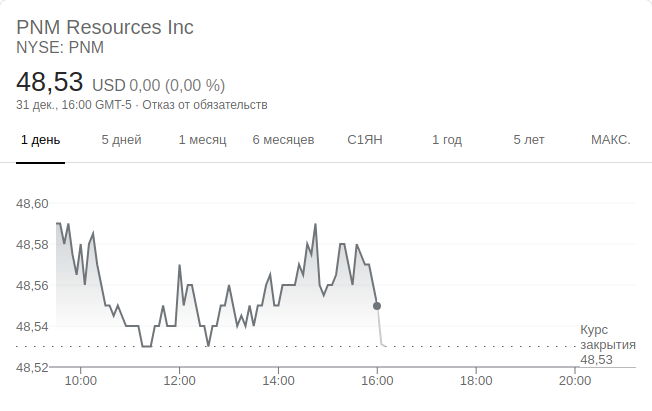 PNM Resources Inc
NYSE: PNM
48,53 USD 0,00 (0,00 %)
31 дек., 16:00 GMT-5 · Отказ от обязательств
1 день 5 дней 1 месяц 6 месяцев С1ЯН 1 год 5 лет МАКС.
48,60
48,58
48,56
48,54
48,52
Курс
закрытия
48,53
10:00 12:00 14:00 16:00 18:00 20:00